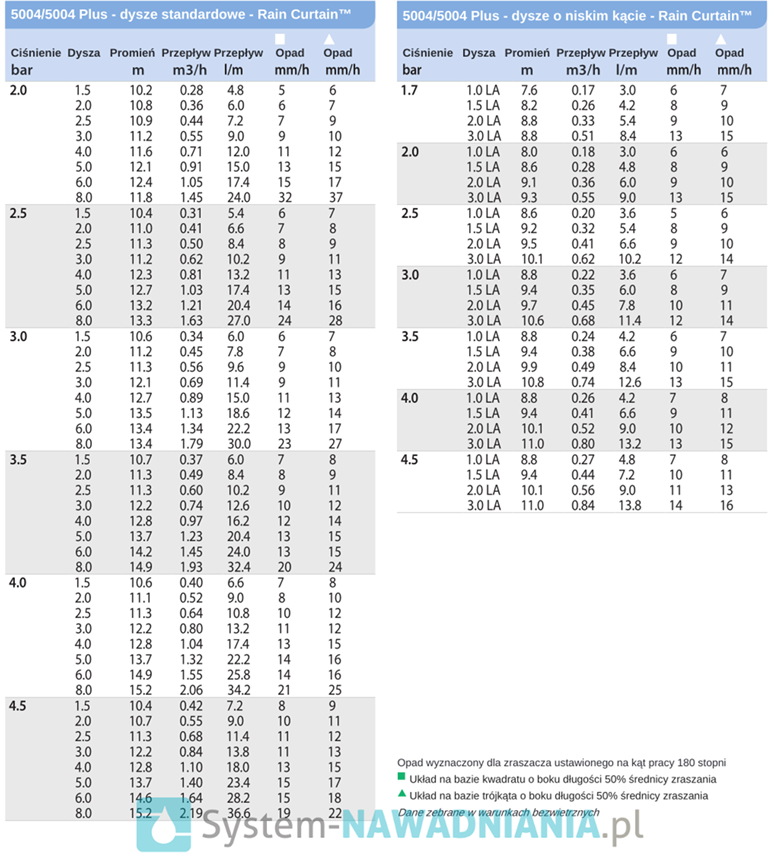 5004/5004 Plus - dysze standardowe - Rain Curtain™
Ciśnienie Dysza Promień Przepływ Przepływ Opad Opad
bar m m3/h l/m mm/h mm/h
2.0 1.5 10.2 0.28 4.8 5 6
2.0 10.8 0.36 6.0 6 7
2.5 10.9 0.44 7.2 7 9
3.0 11.2 0.55 9.0 9 10
4.0 11.6 0.71 12.0 11 12
5.0 12.1 0.91 15.0 13 15
6.0 12.4 1.05 17.4 15 17
8.0 11.8 1.45 24.0 32 37
2.5 1.5 10.4 0.31 5.4 6 7
2.0 11.0 0.41 6.6 7 8
2.5 11.3 0.50 8.4 8 9
3.0 11.2 0.62 10.2 9 11
4.0 12.3 0.81 13.2 11 13
5.0 12.7 1.03 17.4 13 15
6.0 13.2 1.21 20.4 14 16
8.0 13.3 1.63 27.0 24 28
3.0 1.5 10.6 0.34 6.0 6 7
2.0 11.2 0.45 7.8 7 8
2.5 11.3 0.56 9.6 9 10
3.0 12.1 0.69 11.4 9 11
4.0 12.7 0.89 15.0 11 13
5.0 13.5 1.13 18.6 12 14
6.0 13.4 1.34 22.2 13 17
8.0 13.4 1.79 30.0 23 27
3.5 1.5 10.7 0.37 6.0 7 8
2.0 11.3 0.49 8.4 8 9
2.5 11.3 0.60 10.2 9 11
3.0 12.2 0.74 12.6 10 12
4.0 12.8 0.97 16.2 12 14
5.0 13.7 1.23 20.4 13 15
6.0 14.2 1.45 24.0 13 15
8.0 14.9 1.93 32.4 20 24
4.0 1.5 10.6 0.40 6.6 7 8
2.0 11.1 0.52 9.0 8 10
2.5 11.3 0.64 10.8 10 12
3.0 12.2 0.80 13.2 11 12
4.0 12.8 1.04 17.4 13 15
5.0 13.7 1.32 22.2 14 16
6.0 14.9 1.55 25.8 14 16
8.0 15.2 2.06 34.2 21 25
4.5 1.5 10.4 0.42 7.2 8 9
2.0 10.7 0.55 9.0 10 11
2.5 11.3 0.68 11.4 11 12
3.0 12.2 0.84 13.8 11 13
4.0 12.8 1.10 18.0 13 15
5.0 13.7 1.40 23.4 15 17
6.0 14.6 1.64 28.2 15 18
8.0 15.2 2.19 36.6 19 22
5004/5004 Plus - dysze o niskim kącie - Rain Curtain™
Ciśnienie Dysza Promień Przepływ Przepływ Opad Opad
bar m m3/h l/m mm/h mm/h
1.7 1.0 LA 7.6 0.17 3.0 6 7
1.5 LA 8.2 0.26 4.2 8 9
2.0 LA 8.8 0.33 5.4 9 10
3.0 LA 8.8 0.51 8.4 13 15
2.0 1.0 LA 8.0 0.18 3.0 6 6
1.5 LA 8.6 0.28 4.8 8 9
2.0 LA 9.1 0.36 6.0 9 10
3.0 LA 9.3 0.55 9.0 13 15
2.5 1.0 LA 8.6 0.20 3.6 5 6
1.5 LA 9.2 0.32 5.4 8 9
2.0 LA 9.5 0.41 6.6 9 10
3.0 LA 10.1 0.62 10.2 12 14
3.0 1.0 LA 8.8 0.22 3.6 6 7
1.5 LA 9.4 0.35 6.0 8 9
2.0 LA 9.7 0.45 7.8 10 11
3.0 LA 10.6 0.68 11.4 12 14
3.5 1.0 LA 8.8 0.24 4.2 6 7
1.5 LA 9.4 0.38 6.6 9 10
2.0 LA 9.9 0.49 8.4 10 11
3.0 LA 10.8 0.74 12.6 13 15
4.0 1.0 LA 8.8 0.26 4.2 7 8
1.5 LA 9.4 0.41 6.6 9 11
2.0 LA 10.1 0.52 9.0 10 12
3.0 LA 11.0 0.80 13.2 13 15
4.5 1.0 LA 8.8 0.27 4.8 7 8
1.5 LA 9.4 0.44 7.2 10 11
2.0 LA 10.1 0.56 9.0 11 13
3.0 LA 11.0 0.84 13.8 14 16
Opad wyznaczony dla zraszacza ustawionego na kąt pracy 180 stopni
Układ na bazie kwadratu o boku długości 50% średnicy zraszania
Układ na bazie trójkąta o boku długości 50% średnicy zraszania
Dane zebrane w warunkach bezwietrznych
System-NAWADNIANIA.pl